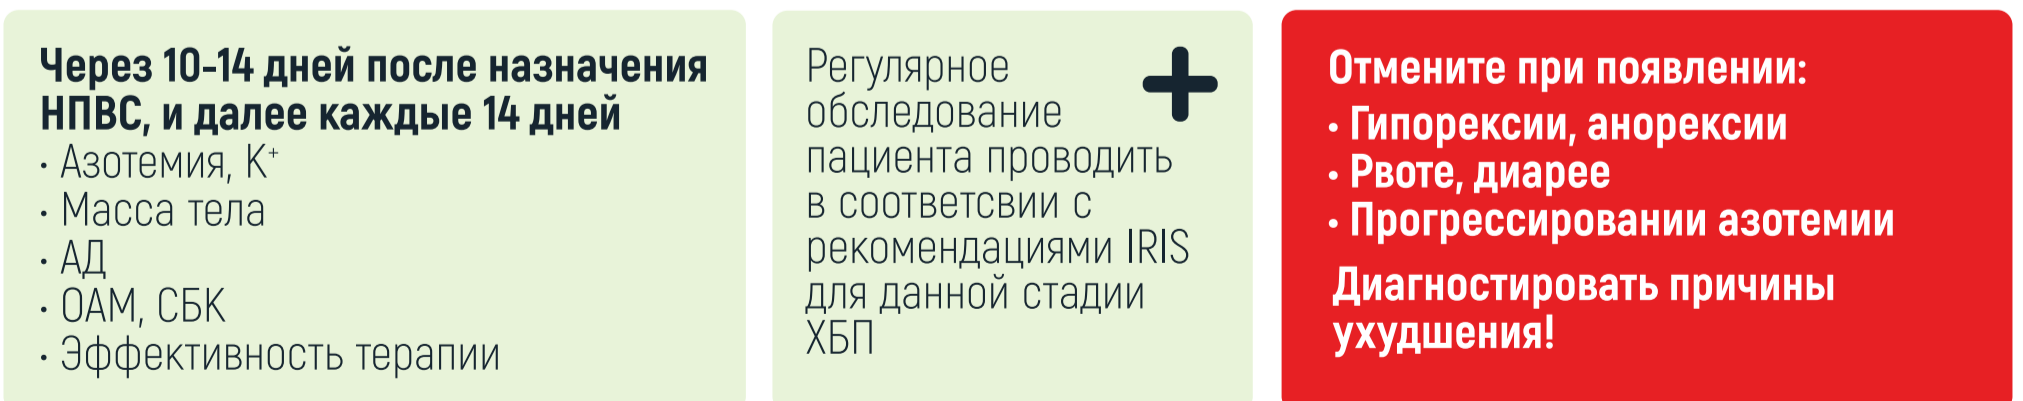 Через 10-14 дней после назначения
НПВС, и далее каждые 14 дней
· Азотемия, K⁺
· Масса тела
· АД
· ОАМ, СБК
· Эффективность терапии
Регулярное
обследование
пациента проводить
в соответсвии с
рекомендациями IRIS
для данной стадии
ХБП
Отмените при появлении:
· Гипорексии, анорексии
· Рвоте, диарее
· Прогрессировании азотемии
Диагностировать причины
ухудшения!